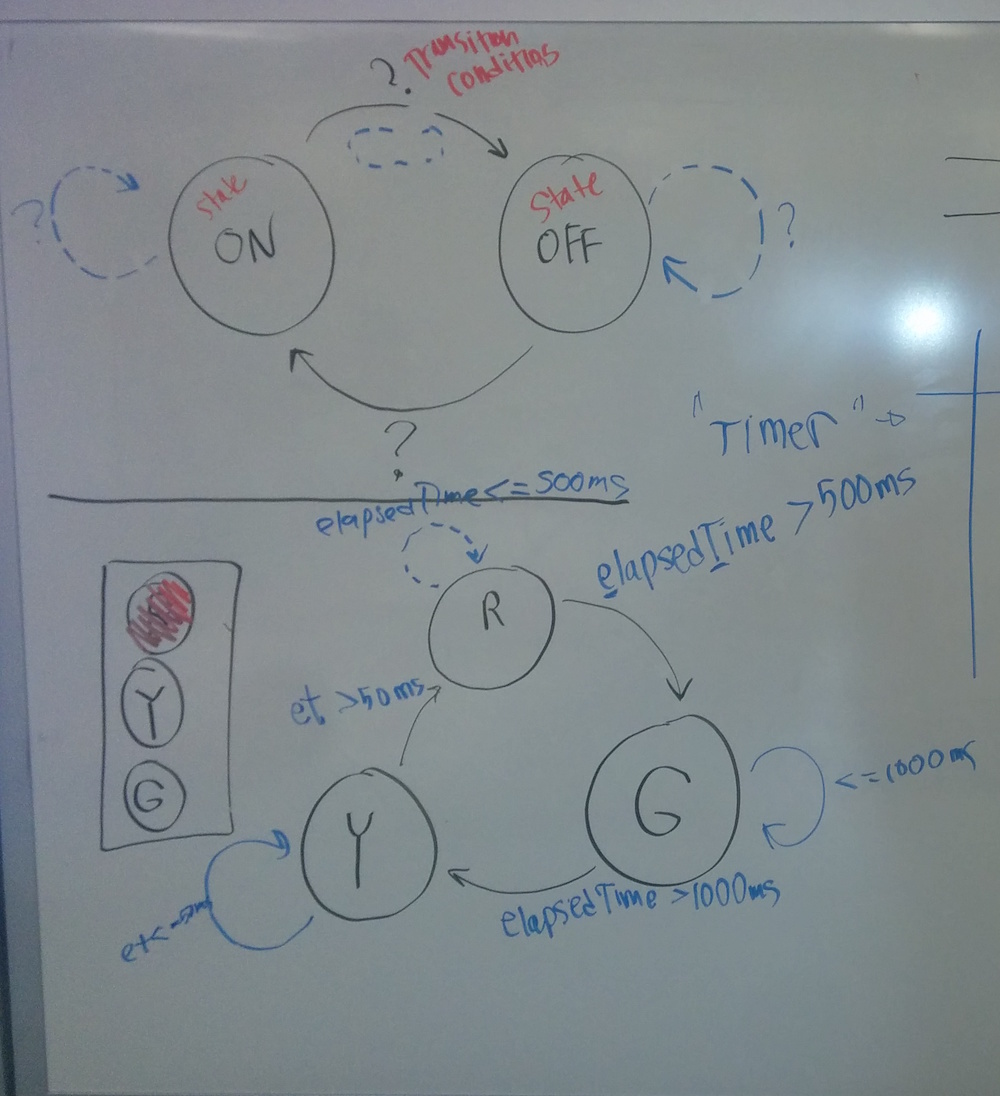 ?
Transition
conditions
?
State
ON
State
OFF
?
?
"Timer"
elapsedTime <= 500ms
elapsedTime > 500ms
R
et >50ms
Y
G
G
<=1000ms
Y
elapsedTime >1000ms
et<=50ms